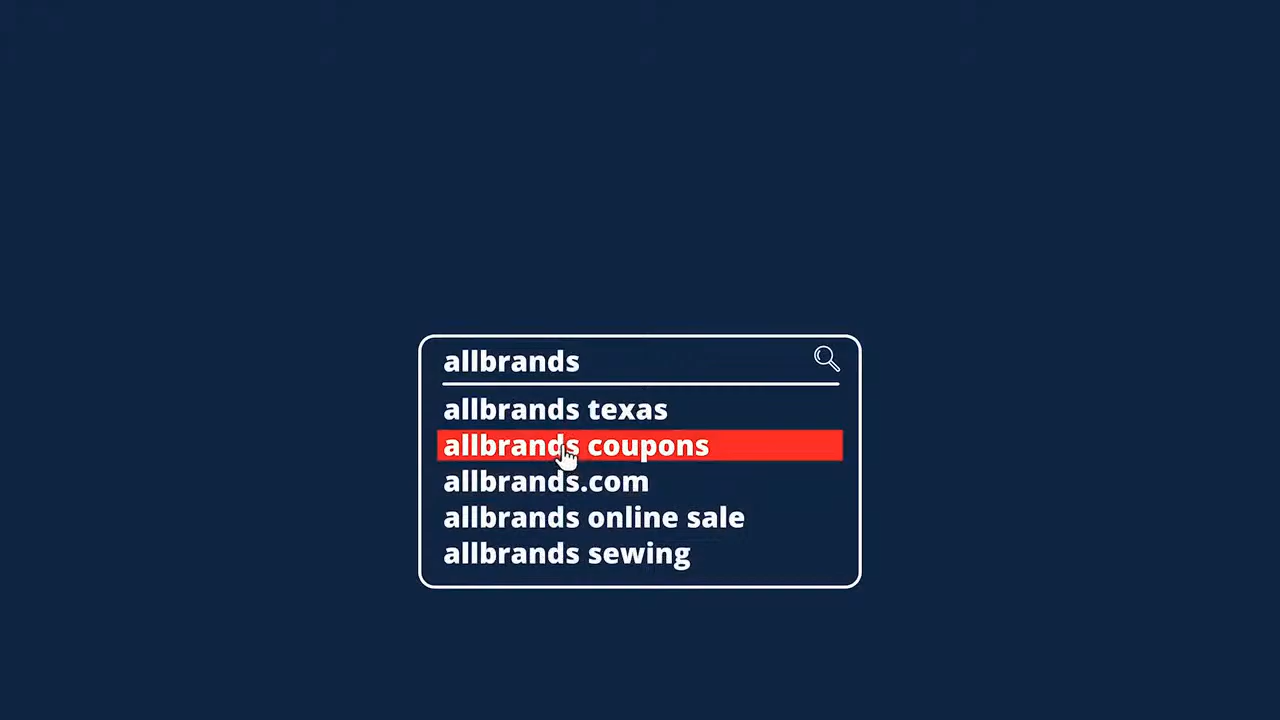 allbrands
allbrands texas
allbrands coupons
allbrands.com
allbrands online sale
allbrands sewing